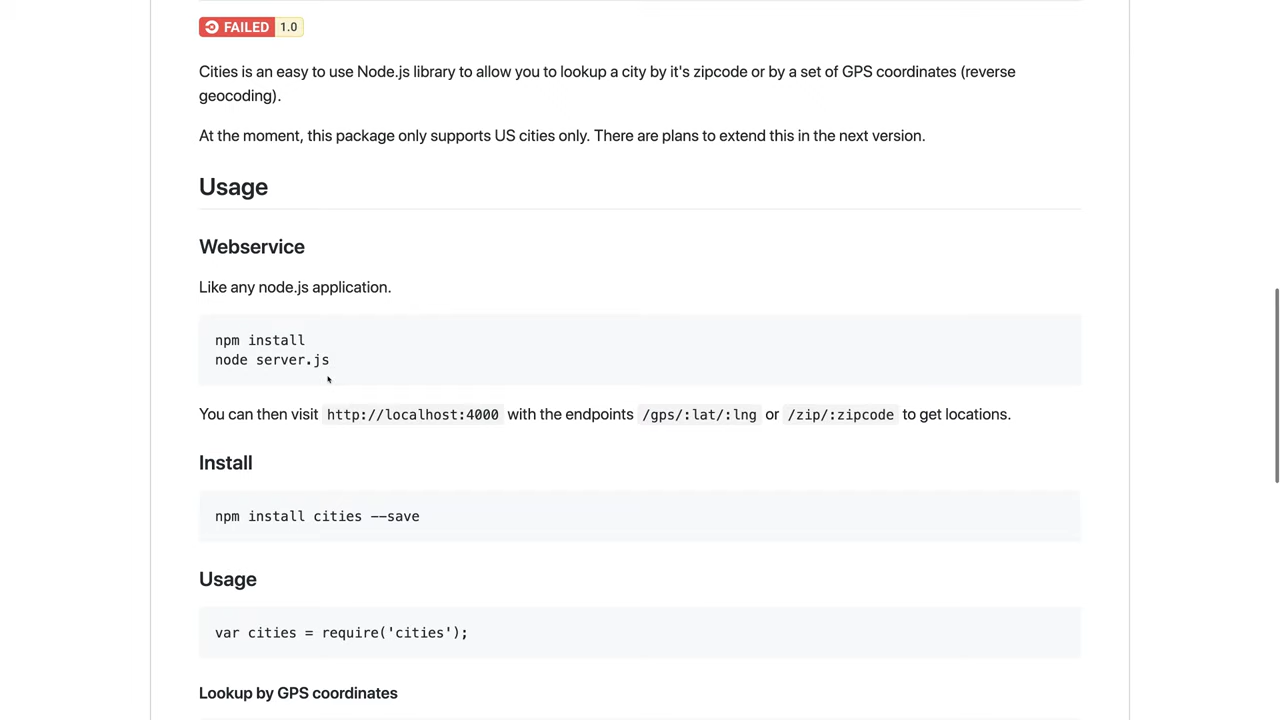 FAILED 1.0
Cities is an easy to use Node.js library to allow you to lookup a city by it's zipcode or by a set of GPS coordinates (reverse
geocoding).
At the moment, this package only supports US cities only. There are plans to extend this in the next version.
Usage
Webservice
Like any node.js application.
npm install
node server.js
You can then visit http://localhost:4000 with the endpoints /gps/:lat/:lng or /zip/:zipcode to get locations.
Install
npm install cities --save
Usage
var cities = require('cities');
Lookup by GPS coordinates